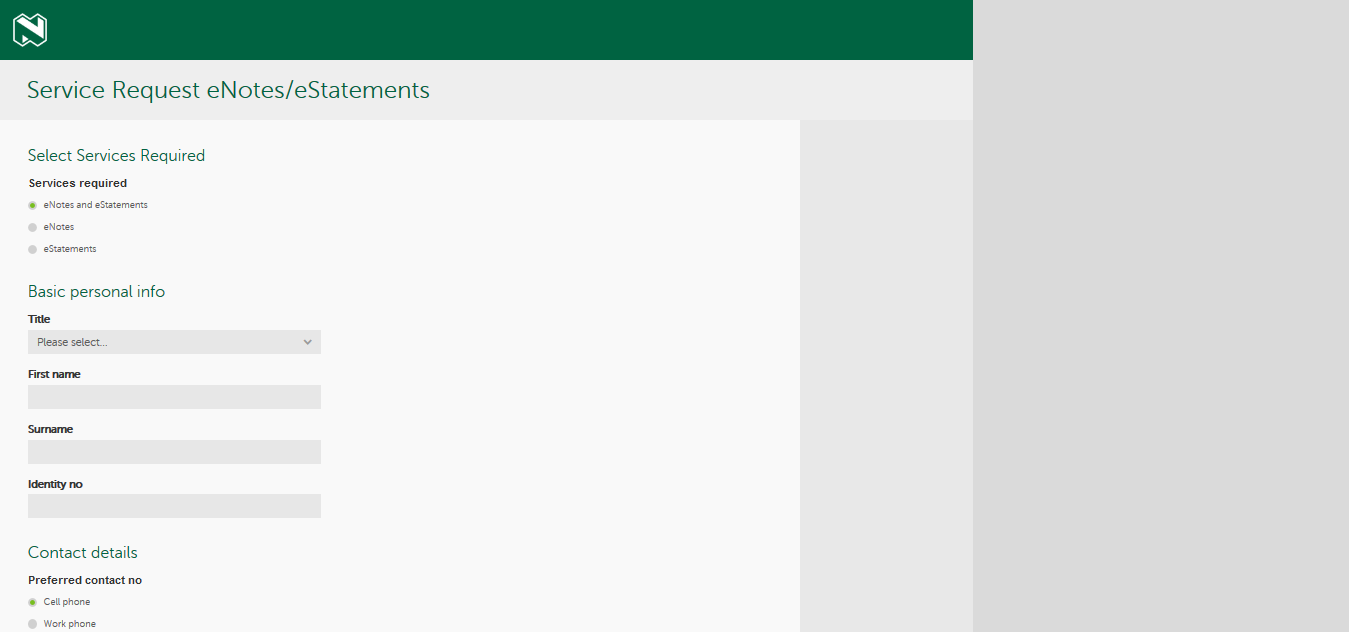 Service Request eNotes/eStatements
Select Services Required
Services required
eNotes and eStatements
eNotes
eStatements
Basic personal info
Title
Please select...
First name
Surname
Identity no
Contact details
Preferred contact no
Cell phone
Work phone